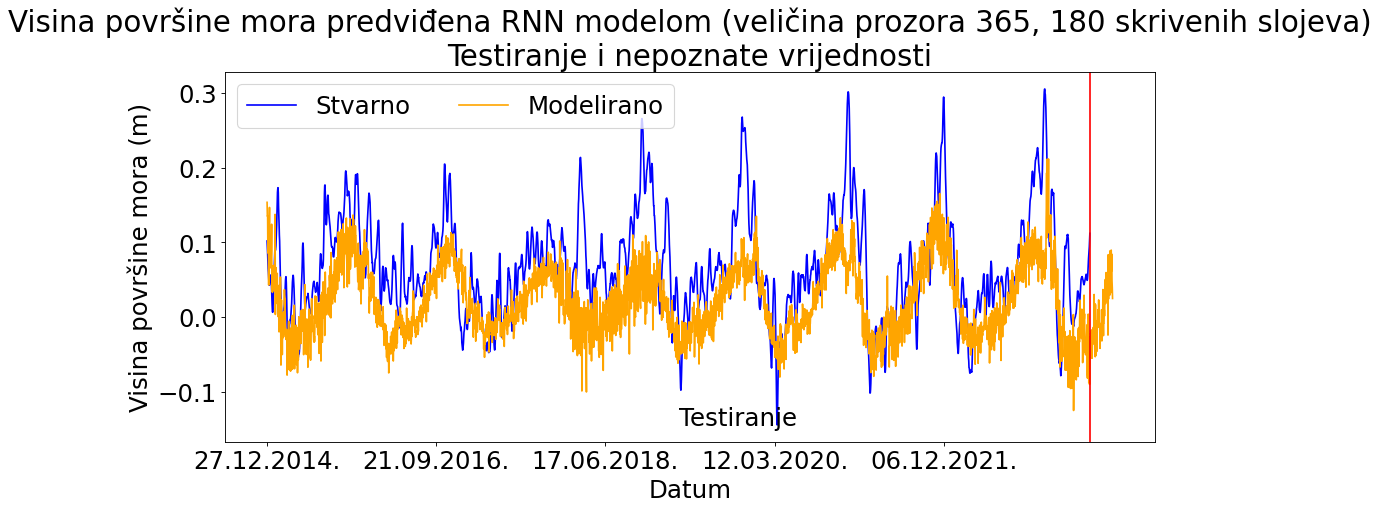 Visina površine mora predviđena RNN modelom (veličina prozora 365, 180 skrivenih slojeva)
Testiranje i nepoznate vrijednosti
Stvarno
Modelirano
Visina površine mora (m)
0.3
0.2
0.1
0.0
−0.1
Testiranje
27.12.2014.
21.09.2016.
17.06.2018.
12.03.2020.
06.12.2021.
Datum